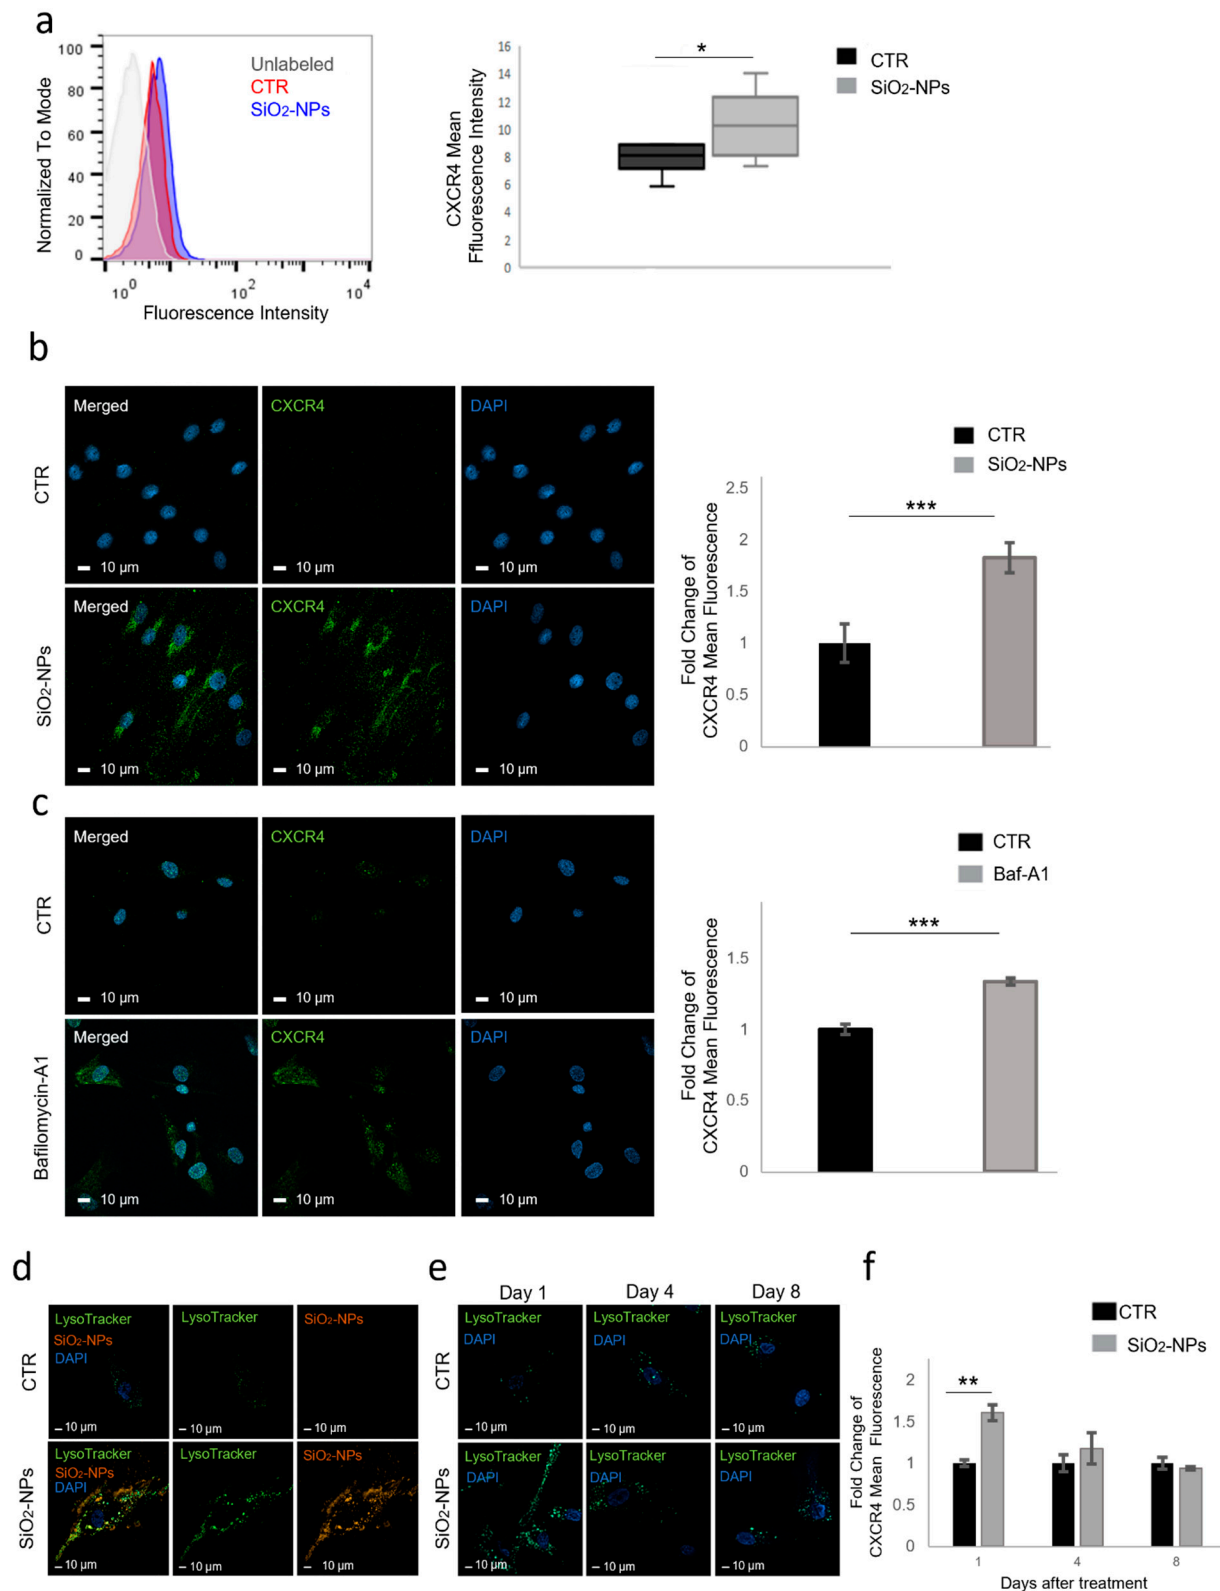 a
100
80
60
40
20
0
Normalized To Mode
Unlabeled
CTR
SiO2-NPs
10^0
10^2
10^4
Fluorescence Intensity
16
14
12
10
8
6
4
2
0
CXCR4 Mean
Ffluorescence Intensity
*
CTR
SiO2-NPs
b
CTR
Merged
10 µm
CXCR4
10 µm
DAPI
10 µm
SiO2-NPs
Merged
10 µm
CXCR4
10 µm
DAPI
10 µm
CTR
SiO2-NPs
Fold Change of
CXCR4 Mean Fluorescence
2.5
2
1.5
1
0.5
0
***
c
CTR
Merged
10 µm
CXCR4
10 µm
DAPI
10 µm
Bafilomycin-A1
Merged
10 µm
CXCR4
10 µm
DAPI
10 µm
CTR
Baf-A1
Fold Change of
CXCR4 Mean Fluorescence
1.5
1
0.5
0
***
d
CTR
LysoTracker
SiO2-NPs
DAPI
10 µm
LysoTracker
10 µm
SiO2-NPs
10 µm
SiO2-NPs
LysoTracker
SiO2-NPs
DAPI
10 µm
LysoTracker
10 µm
SiO2-NPs
10 µm
e
Day 1
Day 4
Day 8
CTR
LysoTracker
DAPI
10 µm
LysoTracker
DAPI
10 µm
LysoTracker
DAPI
10 µm
SiO2-NPs
LysoTracker
DAPI
10 µm
LysoTracker
DAPI
10 µm
LysoTracker
DAPI
10 µm
f
CTR
SiO2-NPs
Fold Change of
CXCR4 Mean Fluorescence
2
1.5
1
0.5
0
**
1
4
8
Days after treatment